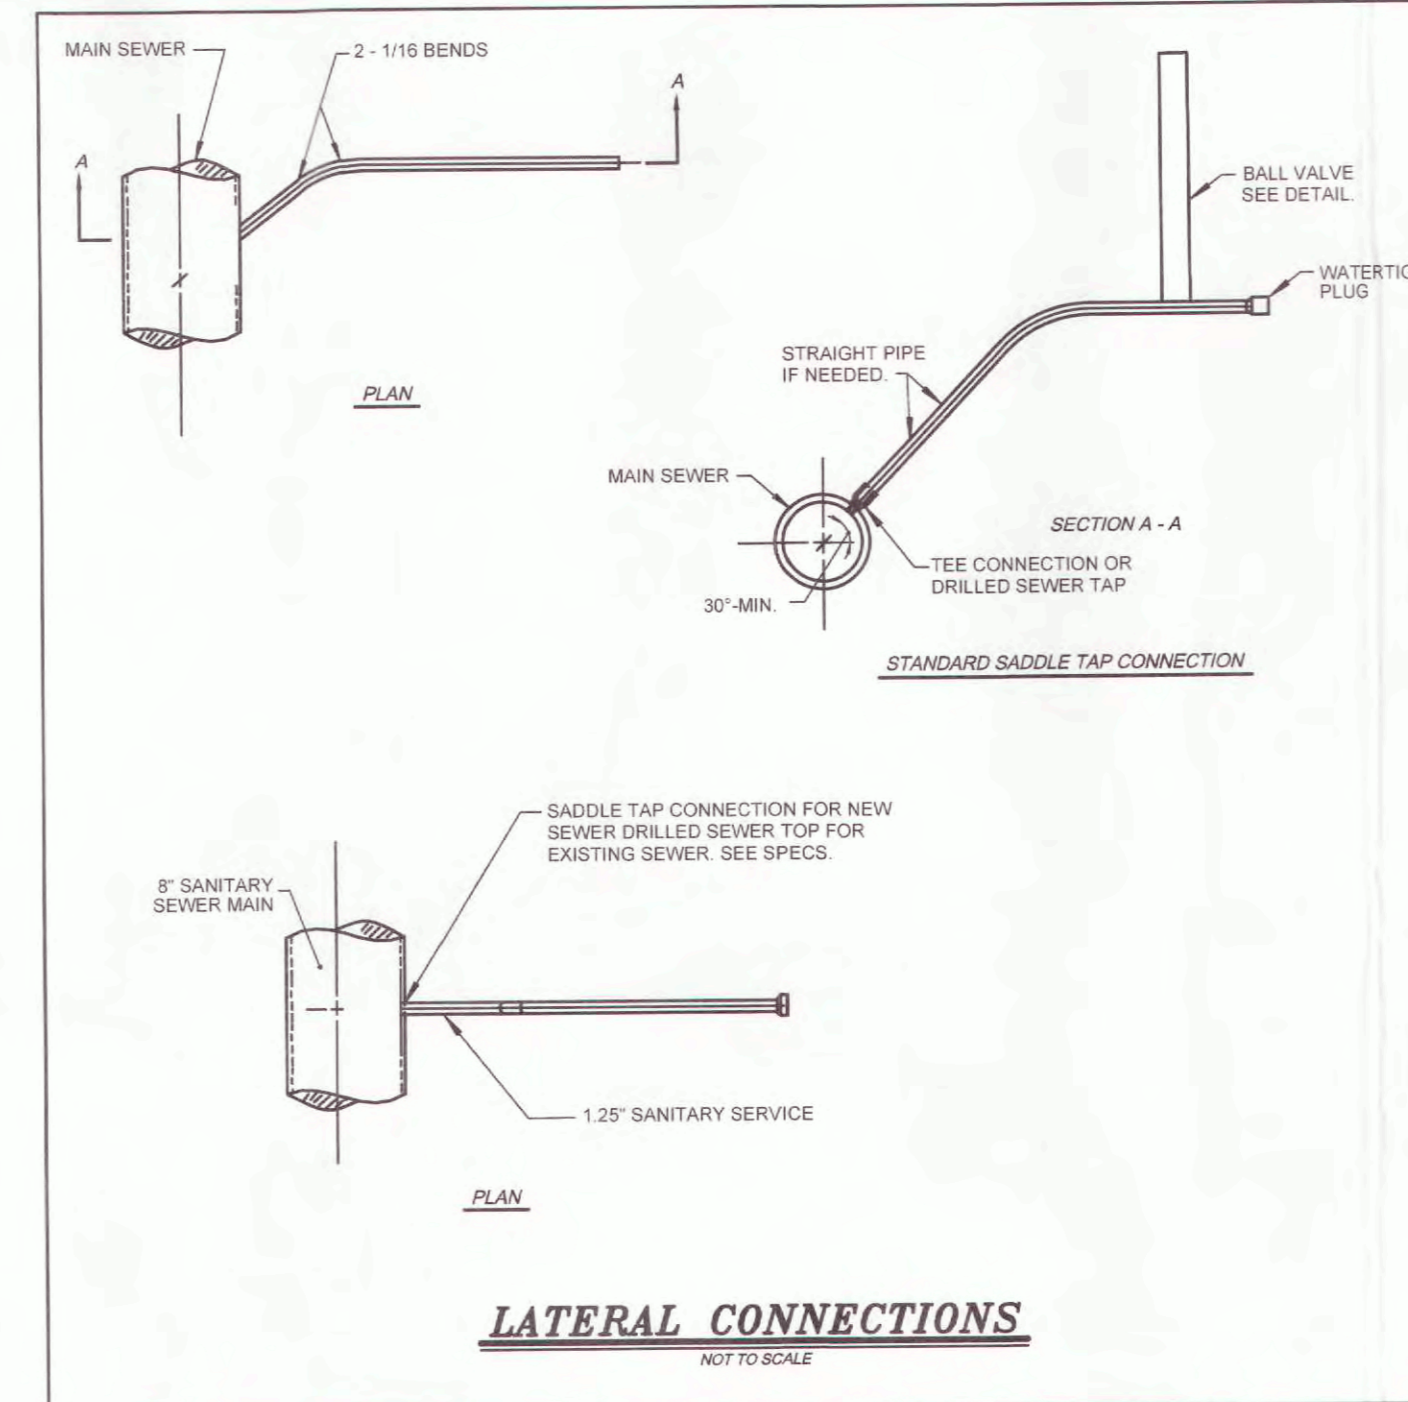 MAIN SEWER
2 - 1/16 BENDS
A
A
PLAN
BALL VALVE
SEE DETAIL.
PLUG
STRAIGHT PIPE
IF NEEDED.
MAIN SEWER
SECTION A - A
TEE CONNECTION OR
DRILLED SEWER TAP
30°-MIN.
STANDARD SADDLE TAP CONNECTION
SADDLE TAP CONNECTION FOR NEW
SEWER DRILLED SEWER TOP FOR
EXISTING SEWER. SEE SPECS.
8" SANITARY
SEWER MAIN
1.25" SANITARY SERVICE
PLAN
LATERAL CONNECTIONS
NOT TO SCALE